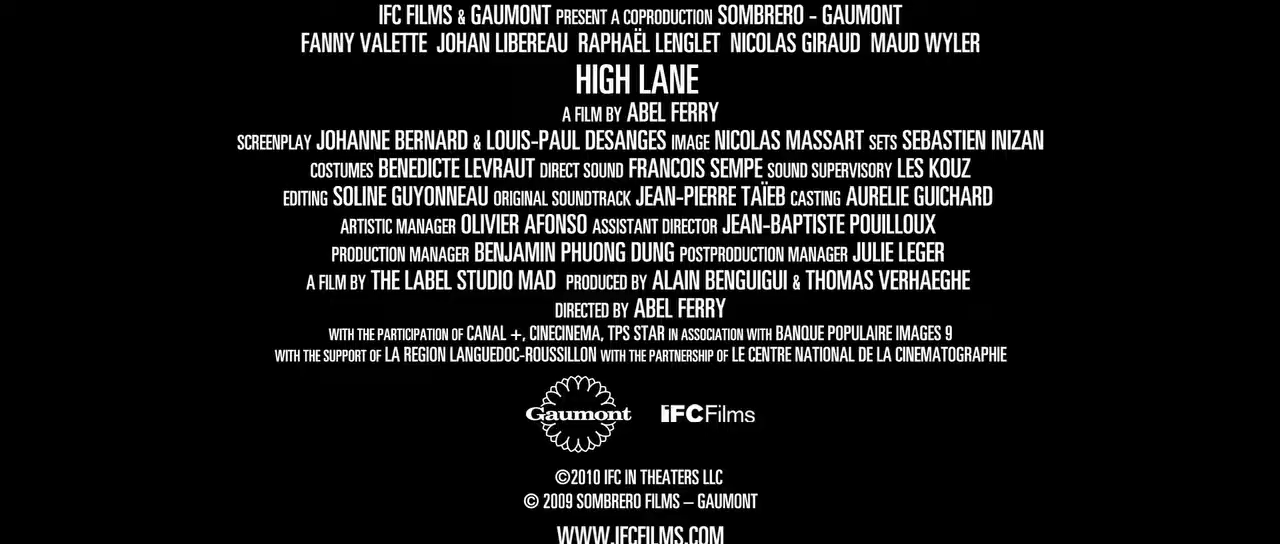 IFC FILMS & GAUMONT PRESENT A COPRODUCTION SOMBRERO - GAUMONT
FANNY VALETTE JOHAN LIBEREAU RAPHAËL LENGLET NICOLAS GIRAUD MAUD WYLER
HIGH LANE
A FILM BY ABEL FERRY
SCREENPLAY JOHANNE BERNARD & LOUIS-PAUL DESANGES IMAGE NICOLAS MASSART SETS SEBASTIEN INIZAN
COSTUMES BENEDICTE LEVRAUT DIRECT SOUND FRANCOIS SEMPE SOUND SUPERVISORY LES KOUZ
EDITING SOLINE GUYONNEAU ORIGINAL SOUNDTRACK JEAN-PIERRE TAÏEB CASTING AURELIE GUICHARD
ARTISTIC MANAGER OLIVIER AFONSO ASSISTANT DIRECTOR JEAN-BAPTISTE POUILLOUX
PRODUCTION MANAGER BENJAMIN PHUONG DUNG POSTPRODUCTION MANAGER JULIE LEGER
A FILM BY THE LABEL STUDIO MAD PRODUCED BY ALAIN BENGUIGUI & THOMAS VERHAEGHE
DIRECTED BY ABEL FERRY
WITH THE PARTICIPATION OF CANAL +, CINECINEMA, TPS STAR IN ASSOCIATION WITH BANQUE POPULAIRE IMAGES 9
WITH THE SUPPORT OF LA REGION LANGUEDOC-ROUSSILLON WITH THE PARTNERSHIP OF LE CENTRE NATIONAL DE LA CINEMATOGRAPHIE
Gaumont IFC Films
©2010 IFC IN THEATERS LLC
© 2009 SOMBRERO FILMS – GAUMONT
WWW.IFCFILMS.COM